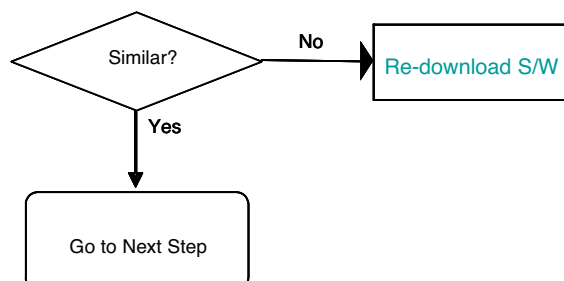 Similar?
No
Re-download S/W
Yes
Go to Next Step